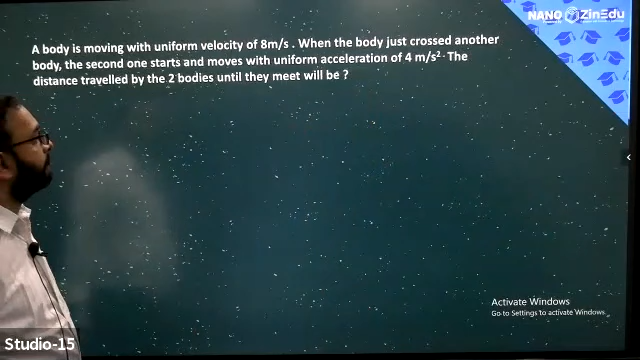 NANO ZinEdu
A body is moving with uniform velocity of 8m/s . When the body just crossed another
body, the second one starts and moves with uniform acceleration of 4 m/s². The
distance travelled by the 2 bodies until they meet will be ?
Activate Windows
Go to Settings to activate Windows.
Studio-15